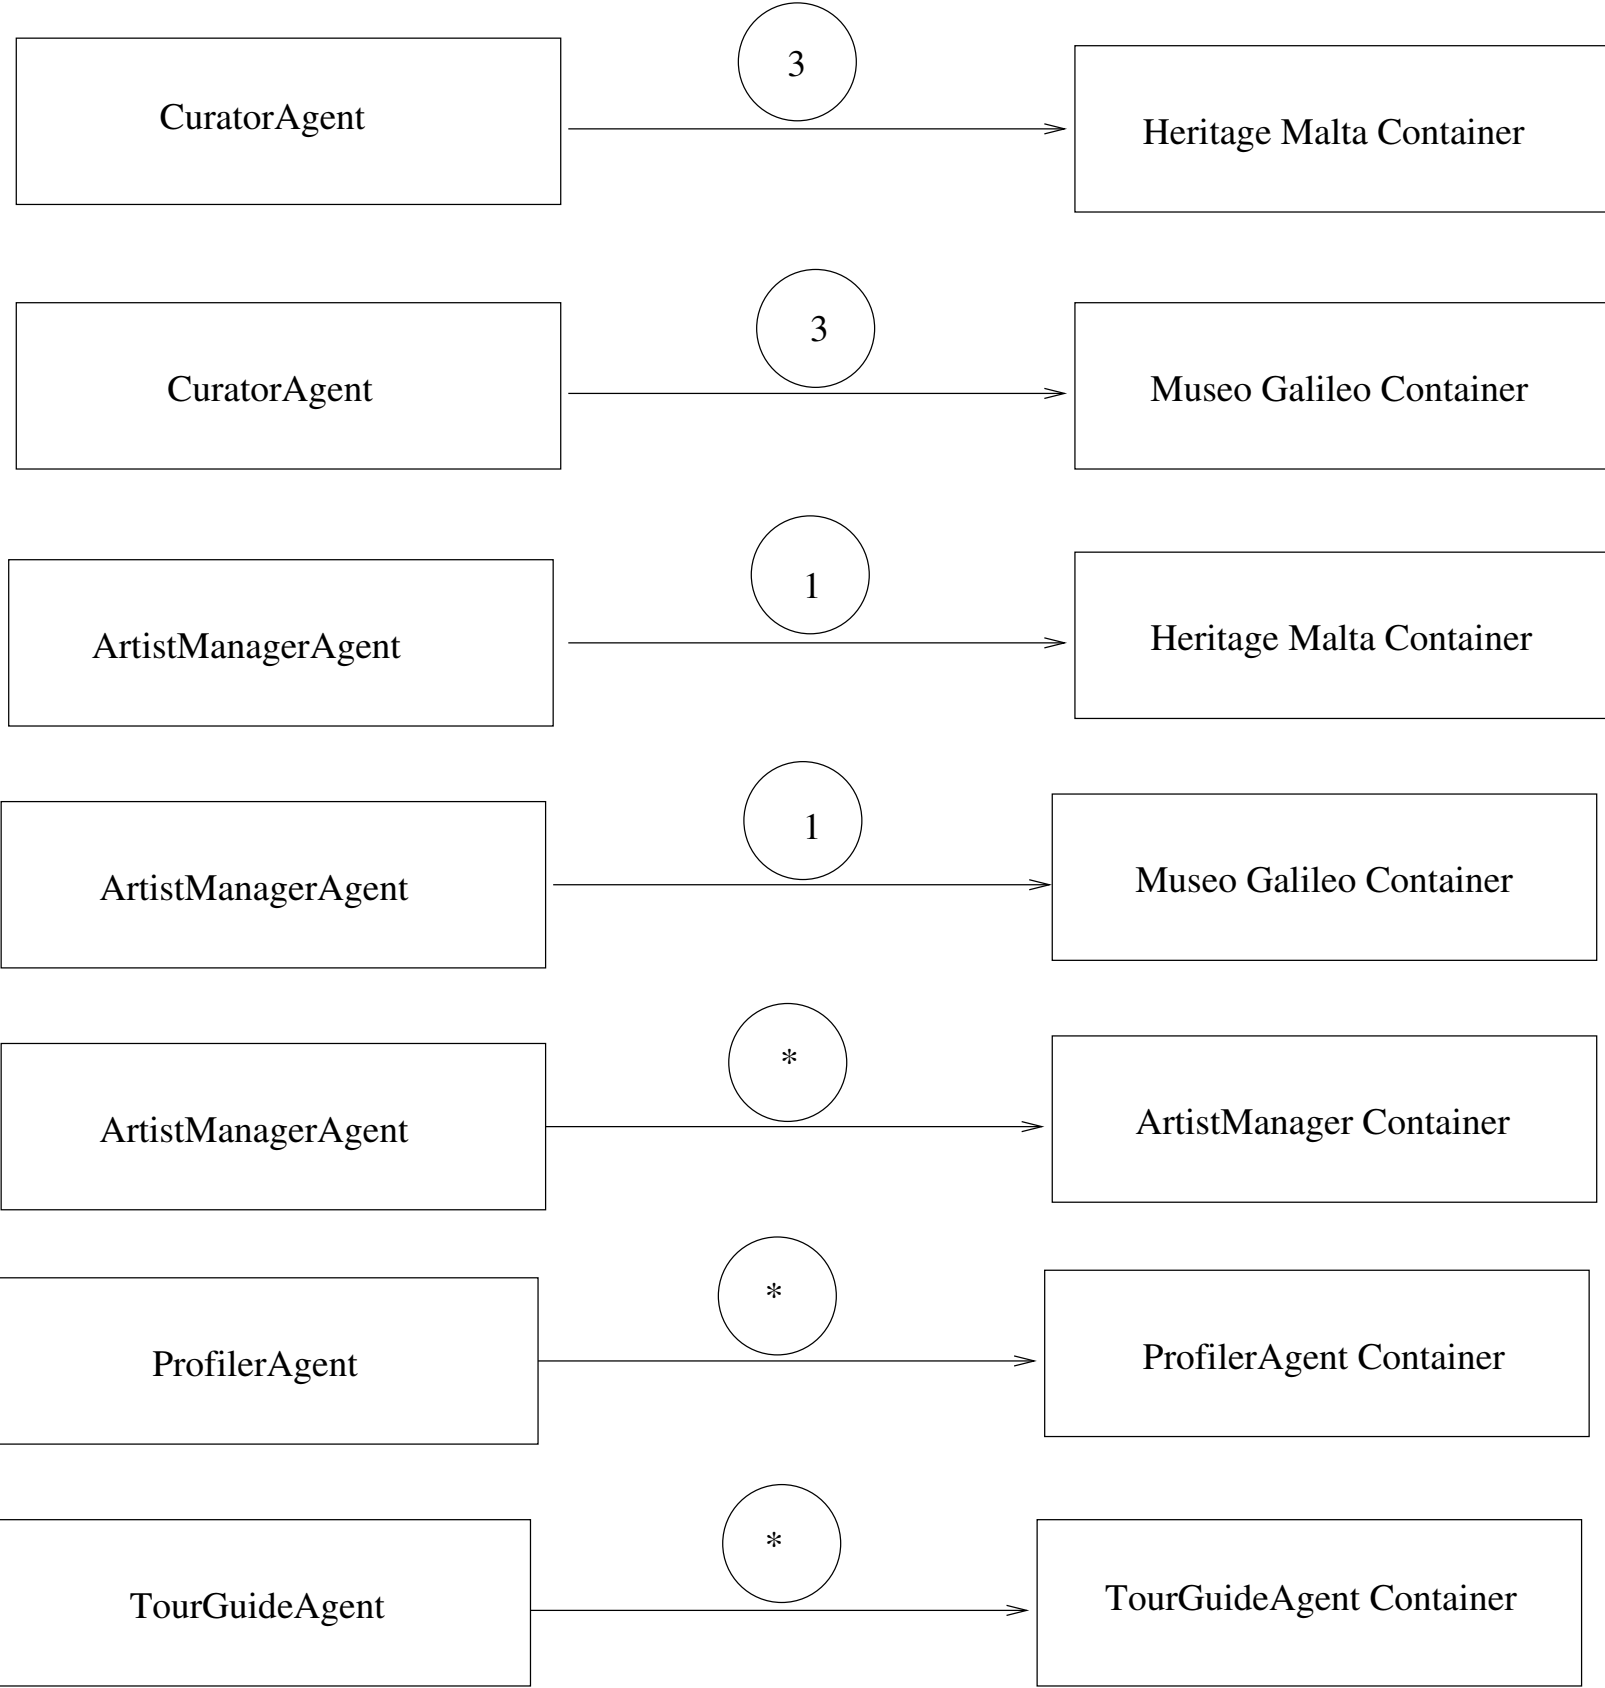 3
CuratorAgent
Heritage Malta Container
3
CuratorAgent
Museo Galileo Container
1
ArtistManagerAgent
Heritage Malta Container
1
ArtistManagerAgent
Museo Galileo Container
*
ArtistManagerAgent
ArtistManager Container
*
ProfilerAgent
ProfilerAgent Container
*
TourGuideAgent
TourGuideAgent Container